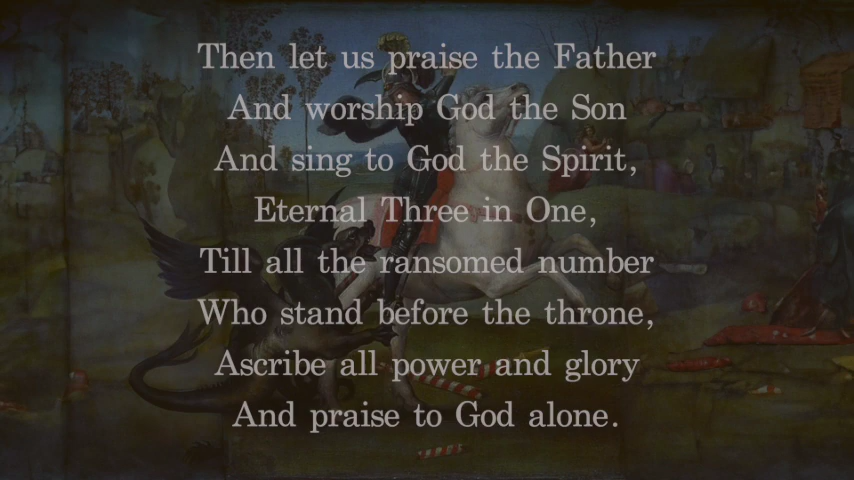 Then let us praise the Father
And worship God the Son
And sing to God the Spirit,
Eternal Three in One,
Till all the ransomed number
Who stand before the throne,
Ascribe all power and glory
And praise to God alone.